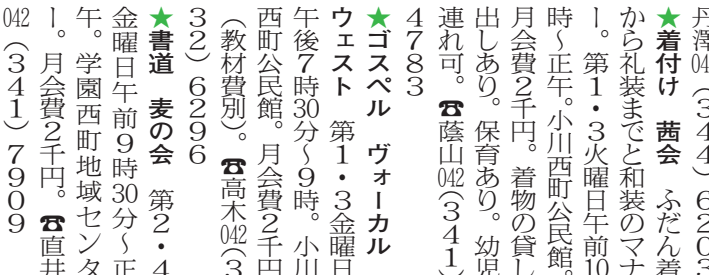 丹澤042（344）6203
★着付け　茜会　ふだん着
から礼装までと和装のマナ
ー。第1・3火曜日午前10
時～正午。小川西町公民館。
月会費2千円。着物の貸し
出しあり。保育あり。幼児
連れ可。☎蔭山042（341）
4783
★ゴスペル　ヴォーカル
ウェスト　第1・3金曜日
午後7時30分～9時。小川
西町公民館。月会費2千円
（教材費別）。☎高木042（3
32）6296
★書道　麦の会　第2・4
金曜日午前9時30分～正
午。学園西町地域センタ
ー。月会費2千円。☎直井
042（341）7909